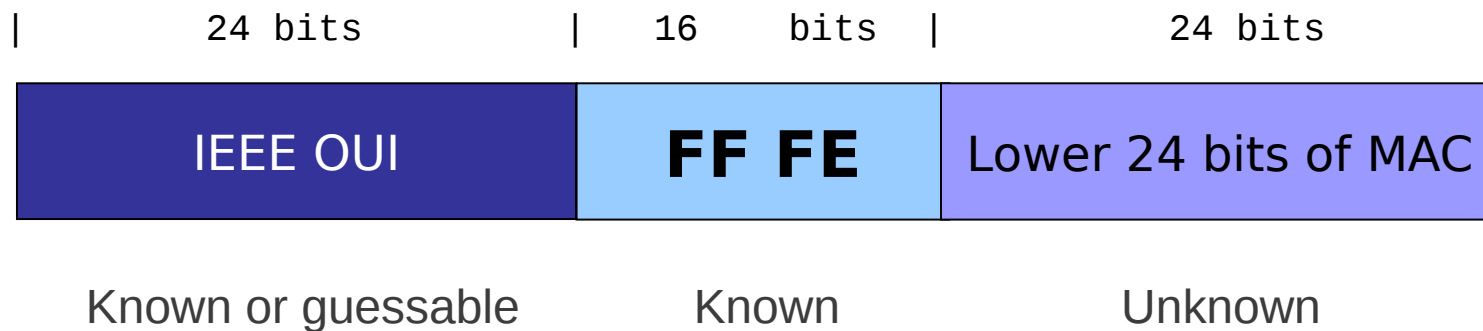 | 24 bits | 16 bits | 24 bits
IEEE OUI FF FE Lower 24 bits of MAC
Known or guessable Known Unknown